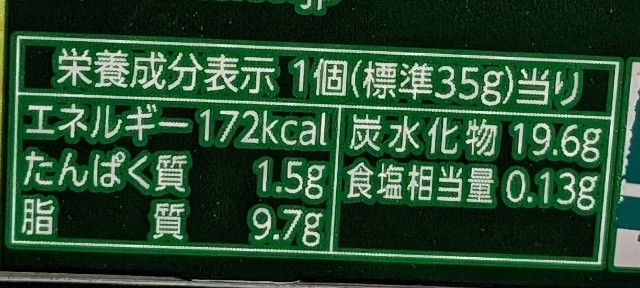 栄養成分表示 1個(標準35g)当り
エネルギー 172kcal
たんぱく質 1.5g
脂質 9.7g
炭水化物 19.6g
食塩相当量 0.13g